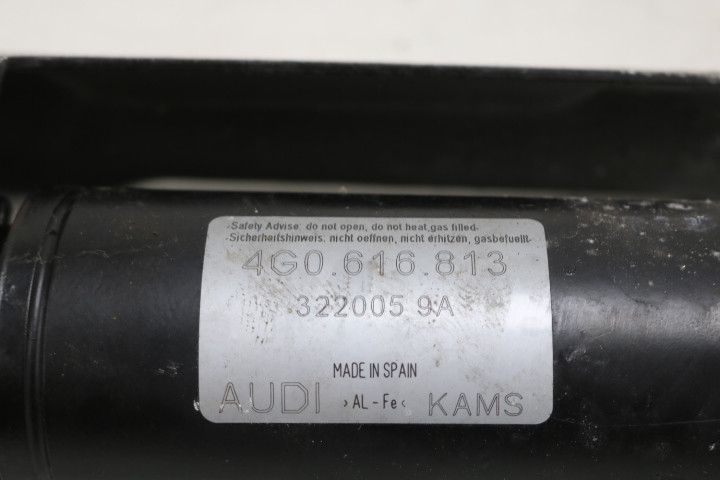 -Safety Advise: do not open, do not heat,gas filled-
-Sicherheitshinweis: nicht oeffnen, nicht erhitzen, gasbefuellt-
4G0.616.813
322005 9A
MADE IN SPAIN
AUDI ›AL-Fe‹ KAMS